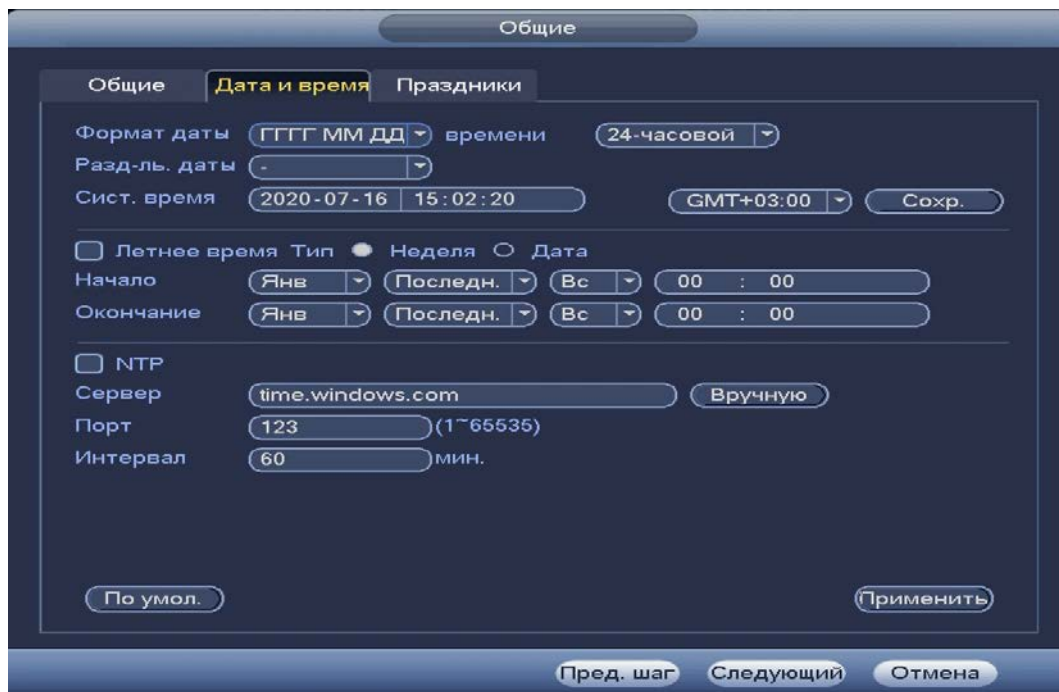 Общие
Общие Дата и время Праздники
Формат даты ГГГГ ММ ДД времени 24-часовой
Разд-ль. даты -
Сист. время 2020-07-16 15:02:20 GMT+03:00 Сохр.
Летнее время Тип Неделя Дата
Начало Янв Последн. Вс 00 : 00
Окончание Янв Последн. Вс 00 : 00
NTP
Сервер time.windows.com Вручную
Порт 123 (1~65535)
Интервал 60 мин.
По умол. Применить
Пред. шаг Следующий Отмена